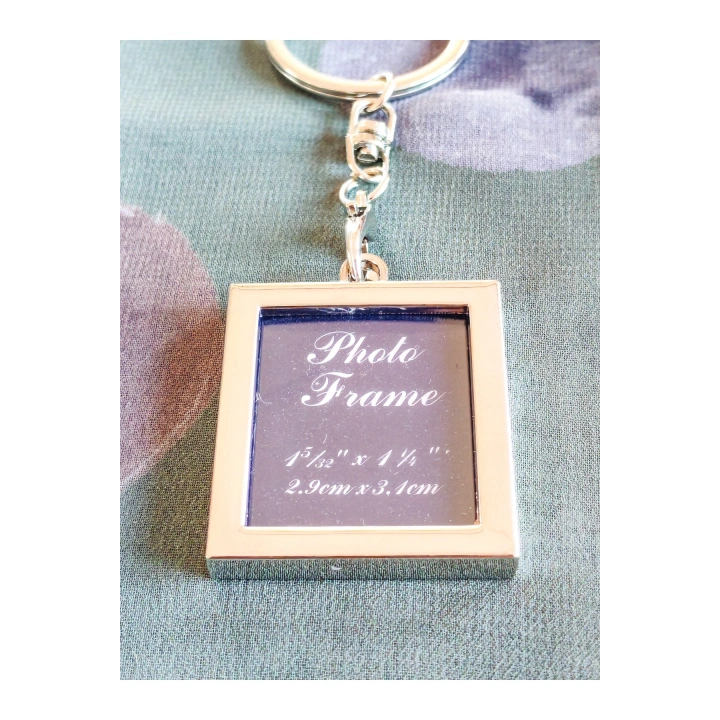 Photo
Frame
1 5/32" x 1 1/4"
2.9cm x 3.1cm